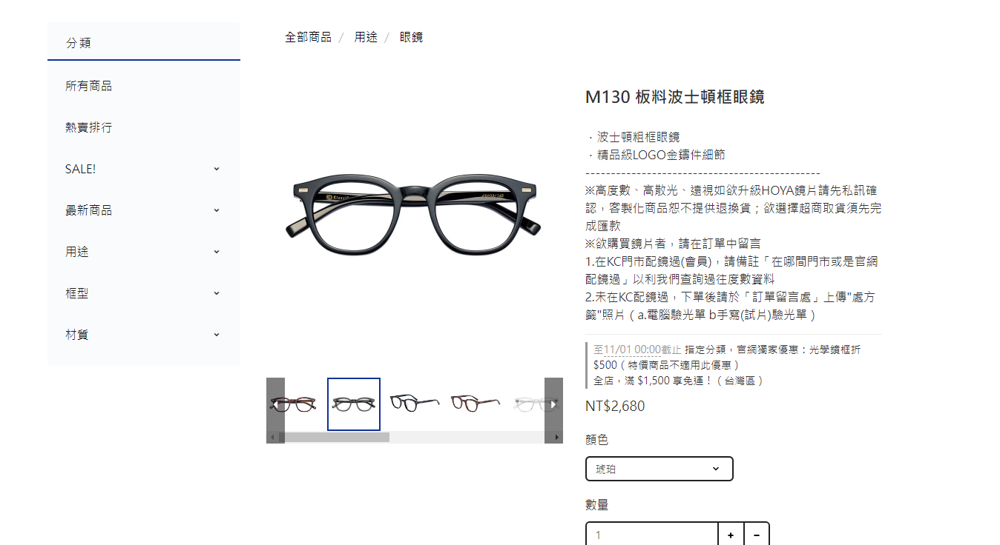 分類
所有商品
熱賣排行
SALE!
最新商品
用途
框型
材質
全部商品 / 用途 / 眼鏡
M130 板料波士頓框眼鏡
．波士頓粗框眼鏡
．精品級LOGO金鑄件細節
----------------------------------------------
※高度數、高散光、遠視如欲升級HOYA鏡片請先私訊確
認，客製化商品恕不提供退換貨；欲選擇超商取貨須先完
成匯款
※欲購買鏡片者，請在訂單中留言
1.在KC門市配鏡過(會員)，請備註「在哪間門市或是官網
配鏡過」以利我們查詢過往度數資料
2.未在KC配鏡過，下單後請於「訂單留言處」上傳"處方
籤"照片（a.電腦驗光單 b手寫(試片)驗光單）
至11/01 00:00截止 指定分類，官網獨家優惠：光學鏡框折
$500（特價商品不適用此優惠）
全店，滿 $1,500 享免運！（台灣區）
NT$2,680
顏色
琥珀
數量
1 + -